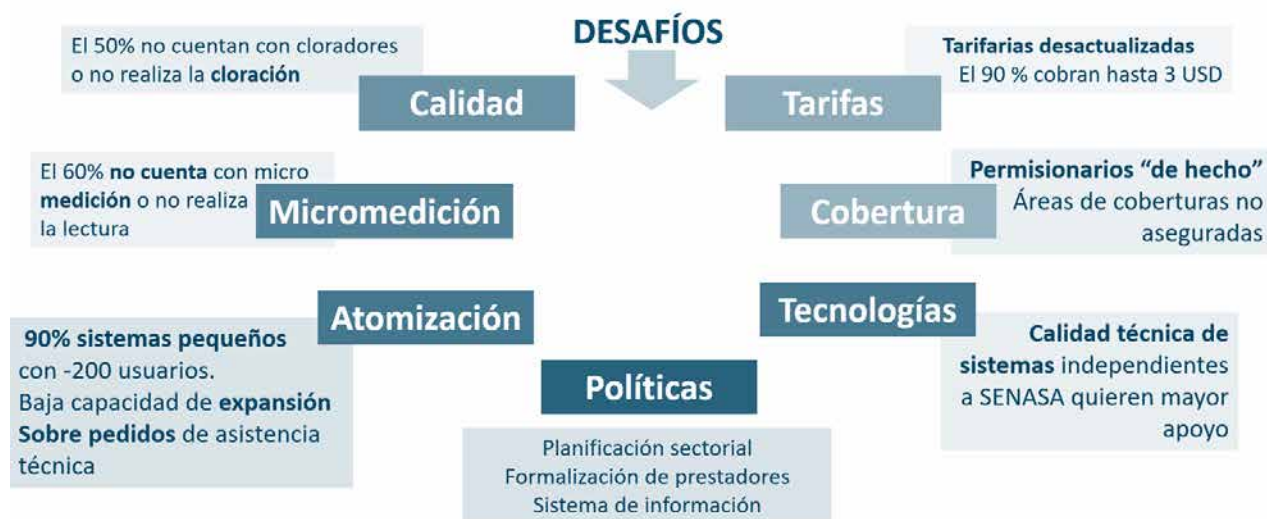 DESAFÍOS
El 50% no cuentan con cloradores
o no realiza la cloración
Calidad
Tarifarias desactualizadas
El 90 % cobran hasta 3 USD
Tarifas
El 60% no cuenta con micro
medición o no realiza
la lectura
Micromedición
Permisionarios “de hecho”
Áreas de coberturas no
aseguradas
Cobertura
Atomización
90% sistemas pequeños
con -200 usuarios.
Baja capacidad de expansión
Sobre pedidos de asistencia
técnica
Tecnologías
Calidad técnica de
sistemas independientes
a SENASA quieren mayor
apoyo
Políticas
Planificación sectorial
Formalización de prestadores
Sistema de información